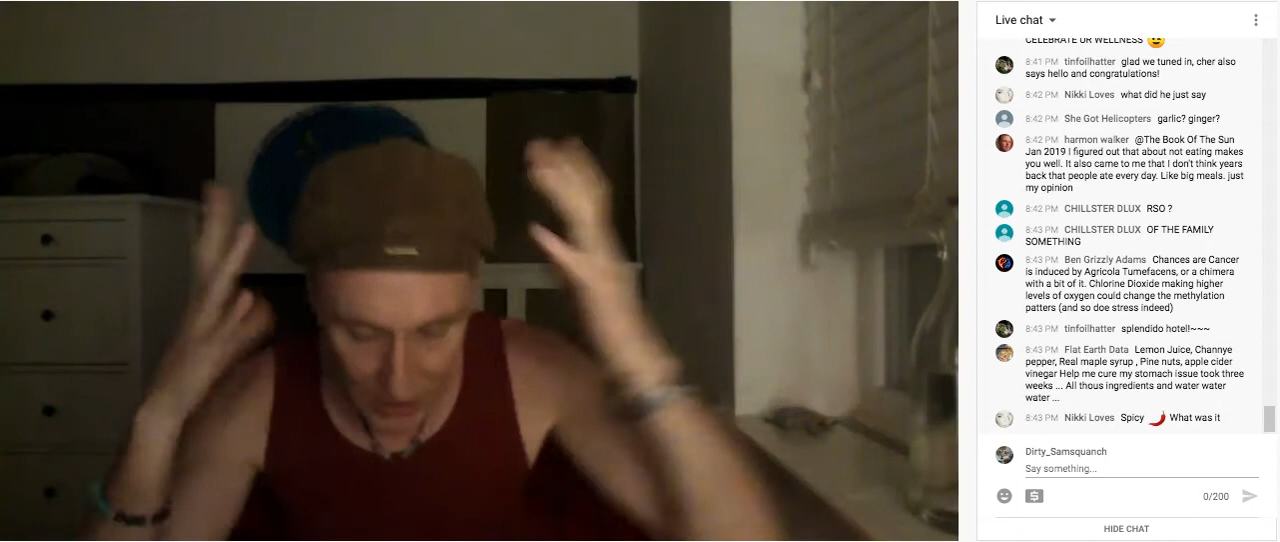 Live chat
CELEBRATE UR WELLNESS
8:41 PM tinfoilhatter glad we tuned in, cher also
says hello and congratulations!
8:42 PM Nikki Loves what did he just say
8:42 PM She Got Helicopters garlic? ginger?
8:42 PM harmon walker @The Book Of The Sun
Jan 2019 I figured out that about not eating makes
you well. It also came to me that I don't think years
back that people ate every day. Like big meals. just
my opinion
8:42 PM CHILLSTER DLUX RSO ?
8:43 PM CHILLSTER DLUX OF THE FAMILY
SOMETHING
8:43 PM Ben Grizzly Adams Chances are Cancer
is induced by Agricola Tumefacens, or a chimera
with a bit of it. Chlorine Dioxide making higher
levels of oxygen could change the methylation
patters (and so doe stress indeed)
8:43 PM tinfoilhatter splendido hotel!~~~
8:43 PM Flat Earth Data Lemon Juice, Channye
pepper, Real maple syrup , Pine nuts, apple cider
vinegar Help me cure my stomach issue took three
weeks ... All thous ingredients and water water
water ...
8:43 PM Nikki Loves Spicy What was it
Dirty_Samsquanch
Say something...
0/200
HIDE CHAT